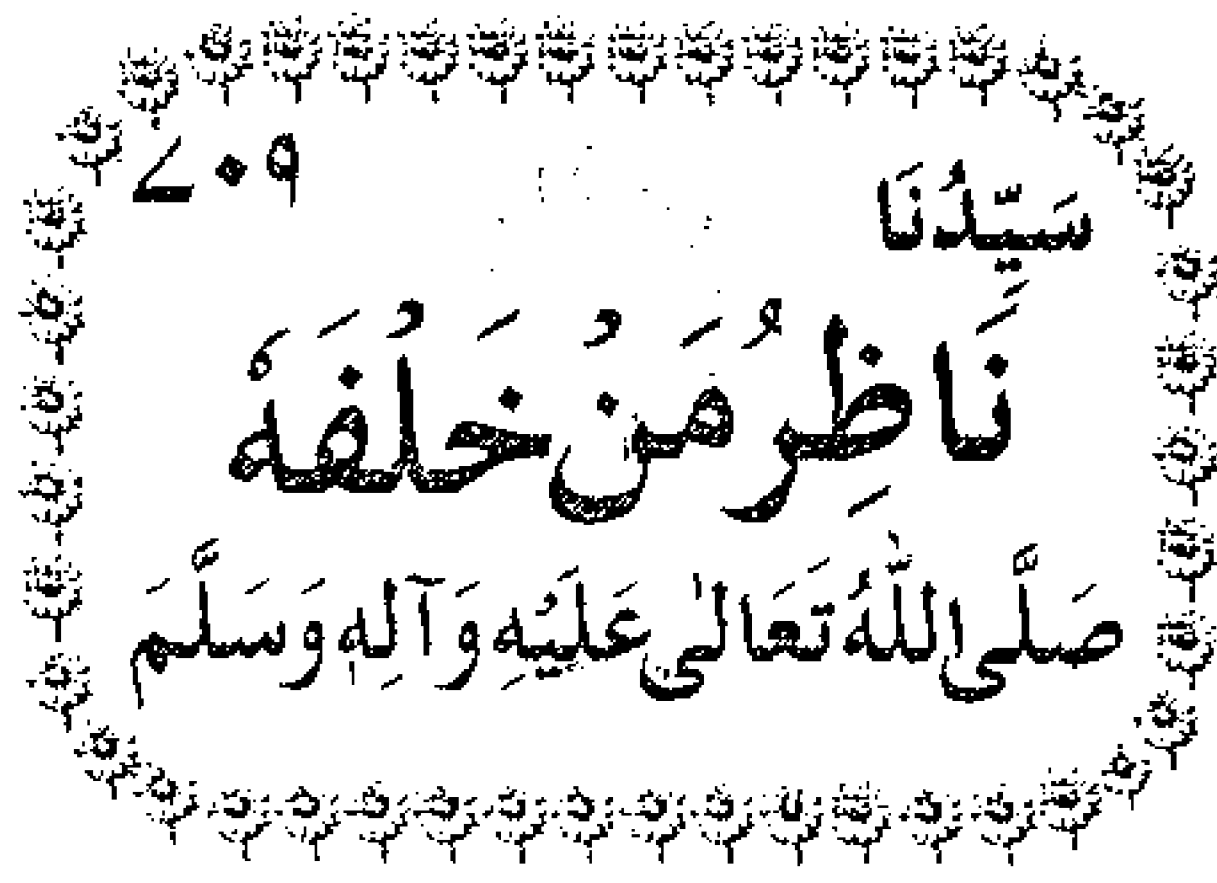 سَيِّدُنَا ۷۰۹
نَاظِرُ مَنْ خَلْفَهٗ
صَلَّی اللّٰهُ تَعَالٰی عَلَيْهِ وَآلِهٖ وَسَلَّمَ